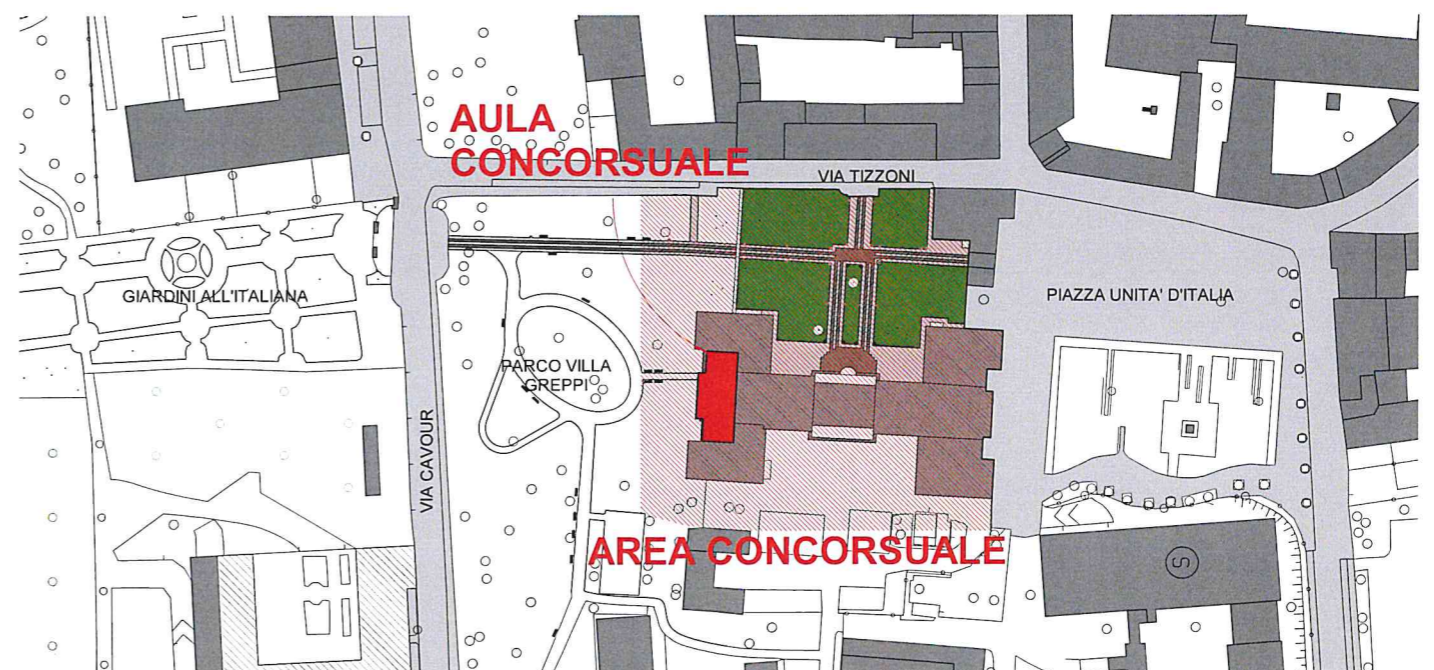 AULA
CONCORSUALE
VIA TIZZONI
GIARDINI ALL'ITALIANA
PIAZZA UNITA' D'ITALIA
PARCO VILLA
GREPPI
VIA CAVOUR
AREA CONCORSUALE
S